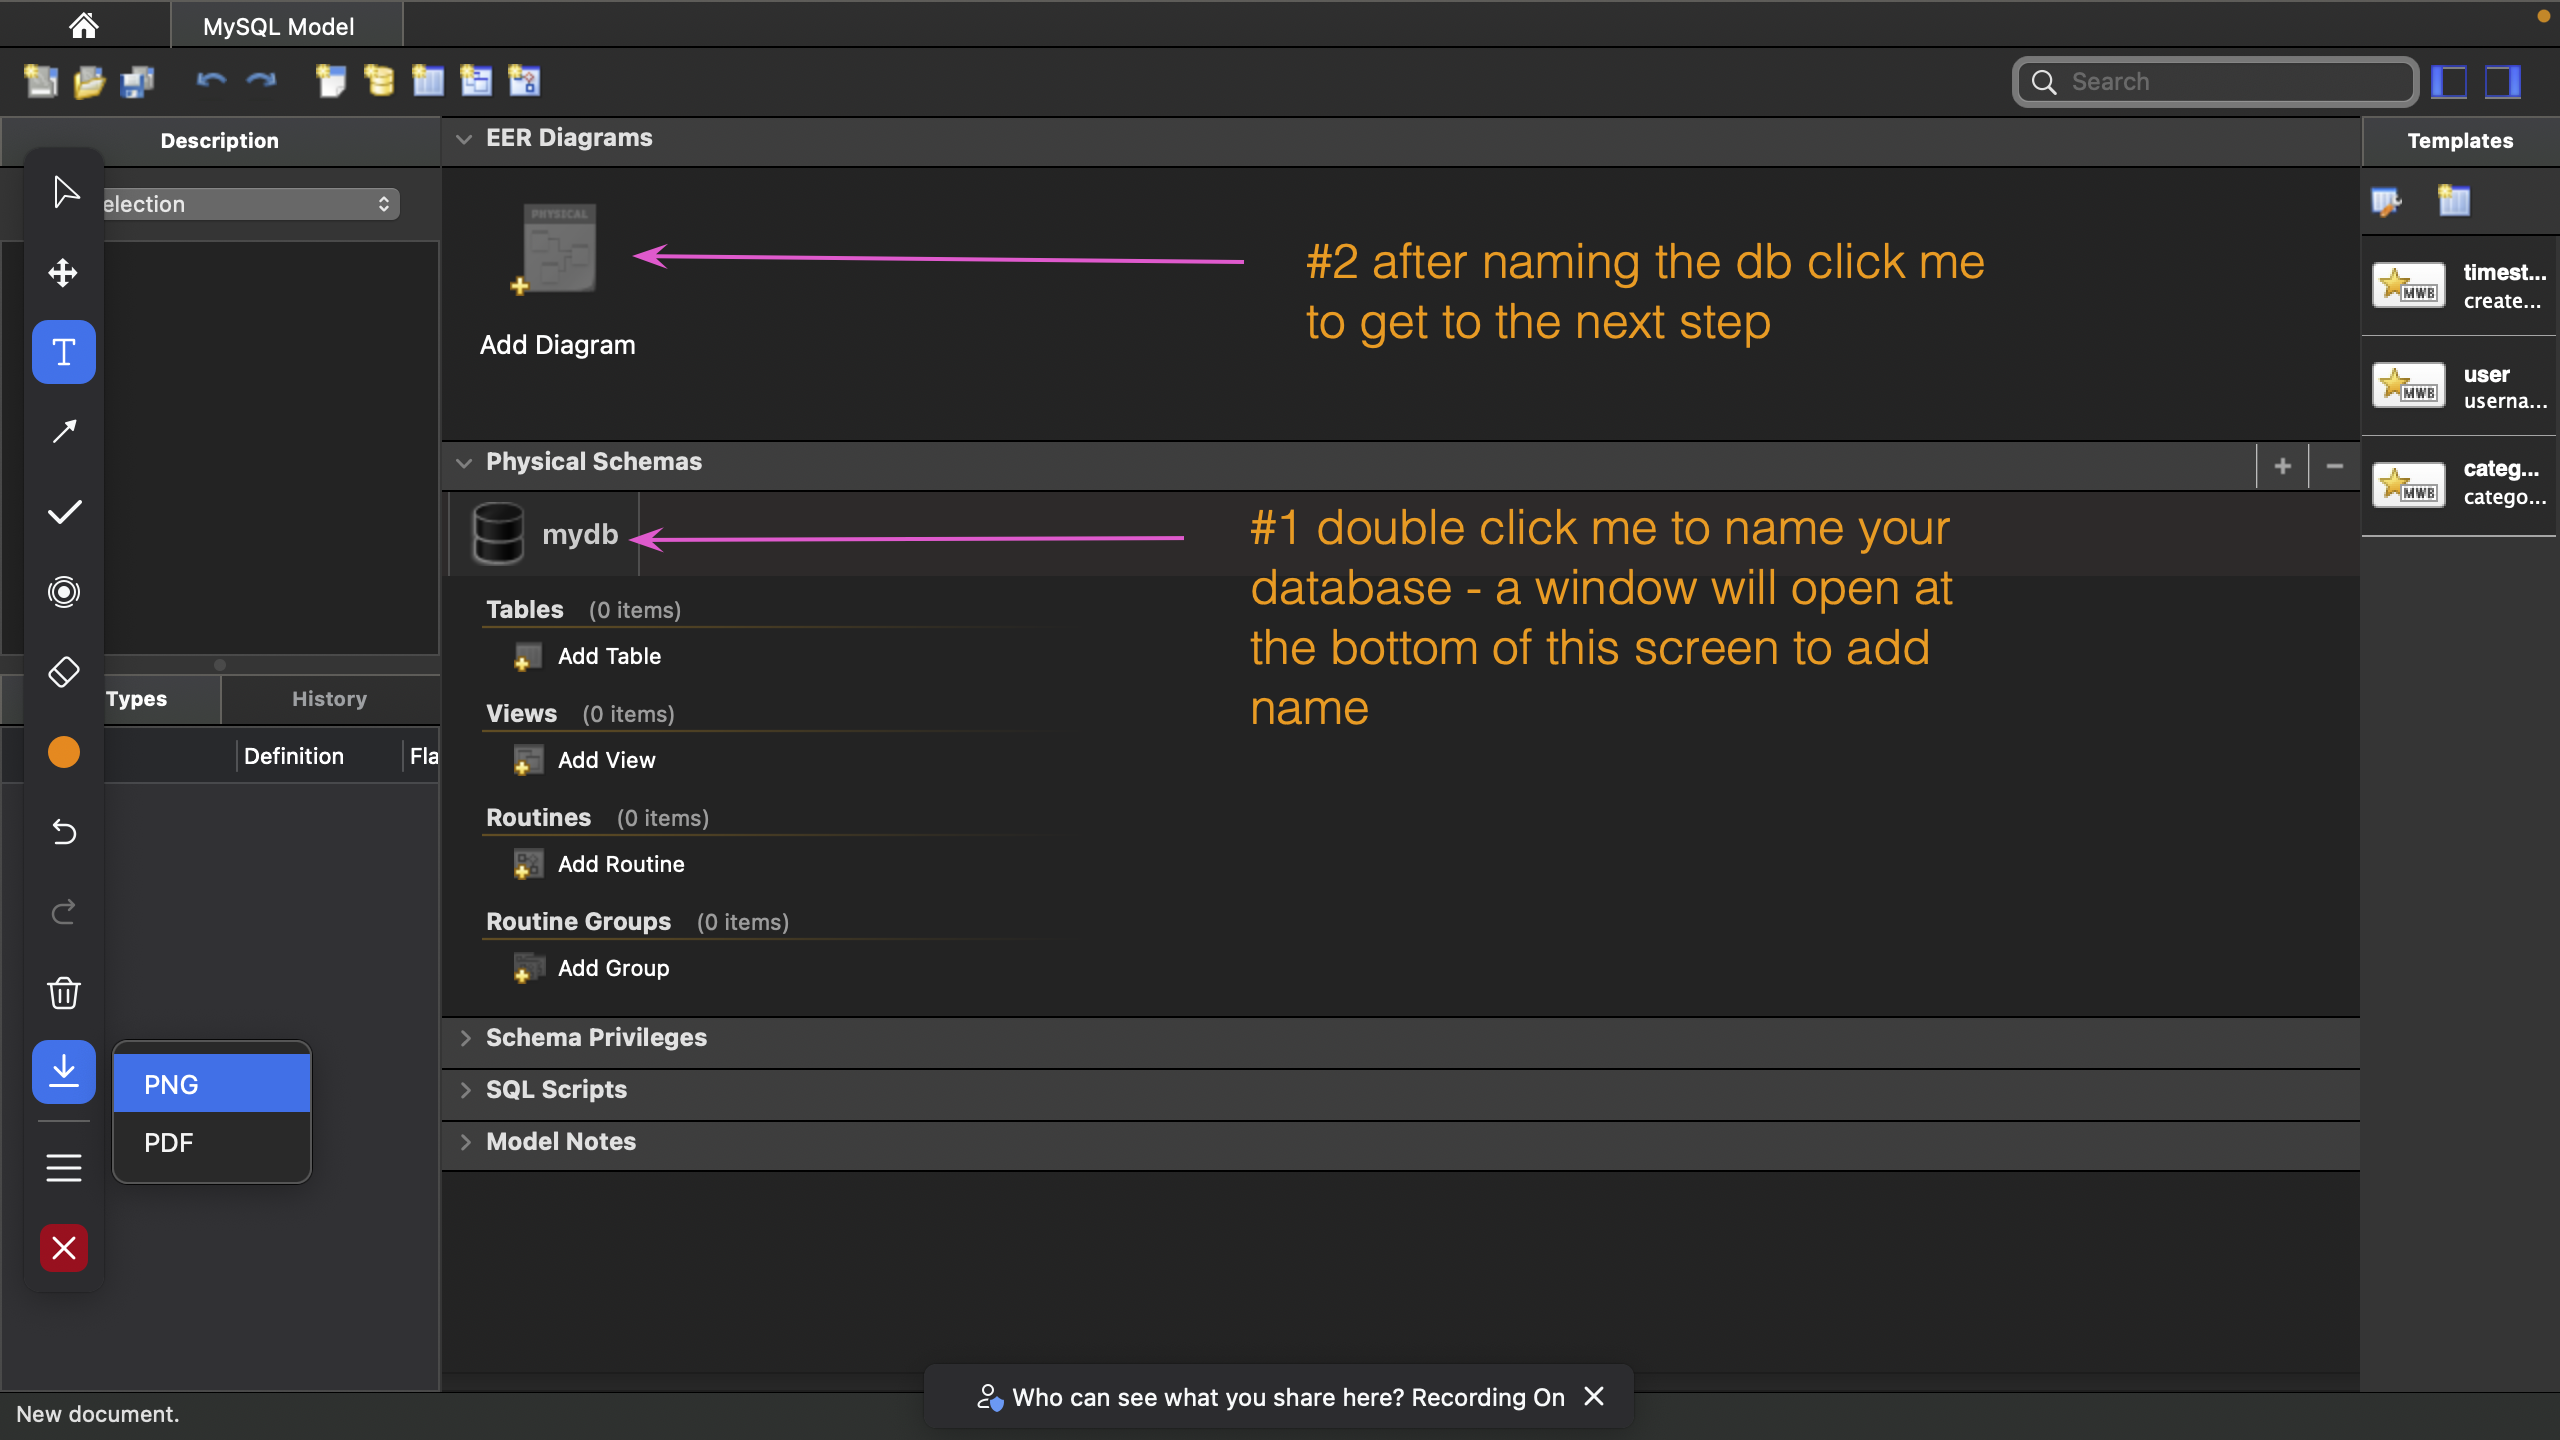 MySQL Model
Search
Description
EER Diagrams
Templates
election
PHYSICAL
Add Diagram
#2 after naming the db click me
to get to the next step
MWB
timest...
create...
MWB
user
userna...
MWB
categ...
catego...
Physical Schemas
+ −
mydb
#1 double click me to name your
database - a window will open at
the bottom of this screen to add
name
Tables (0 items)
Add Table
Types
History
Views (0 items)
Definition
Fla
Add View
Routines (0 items)
Add Routine
Routine Groups (0 items)
Add Group
Schema Privileges
PNG
SQL Scripts
PDF
Model Notes
T
Who can see what you share here? Recording On
New document.